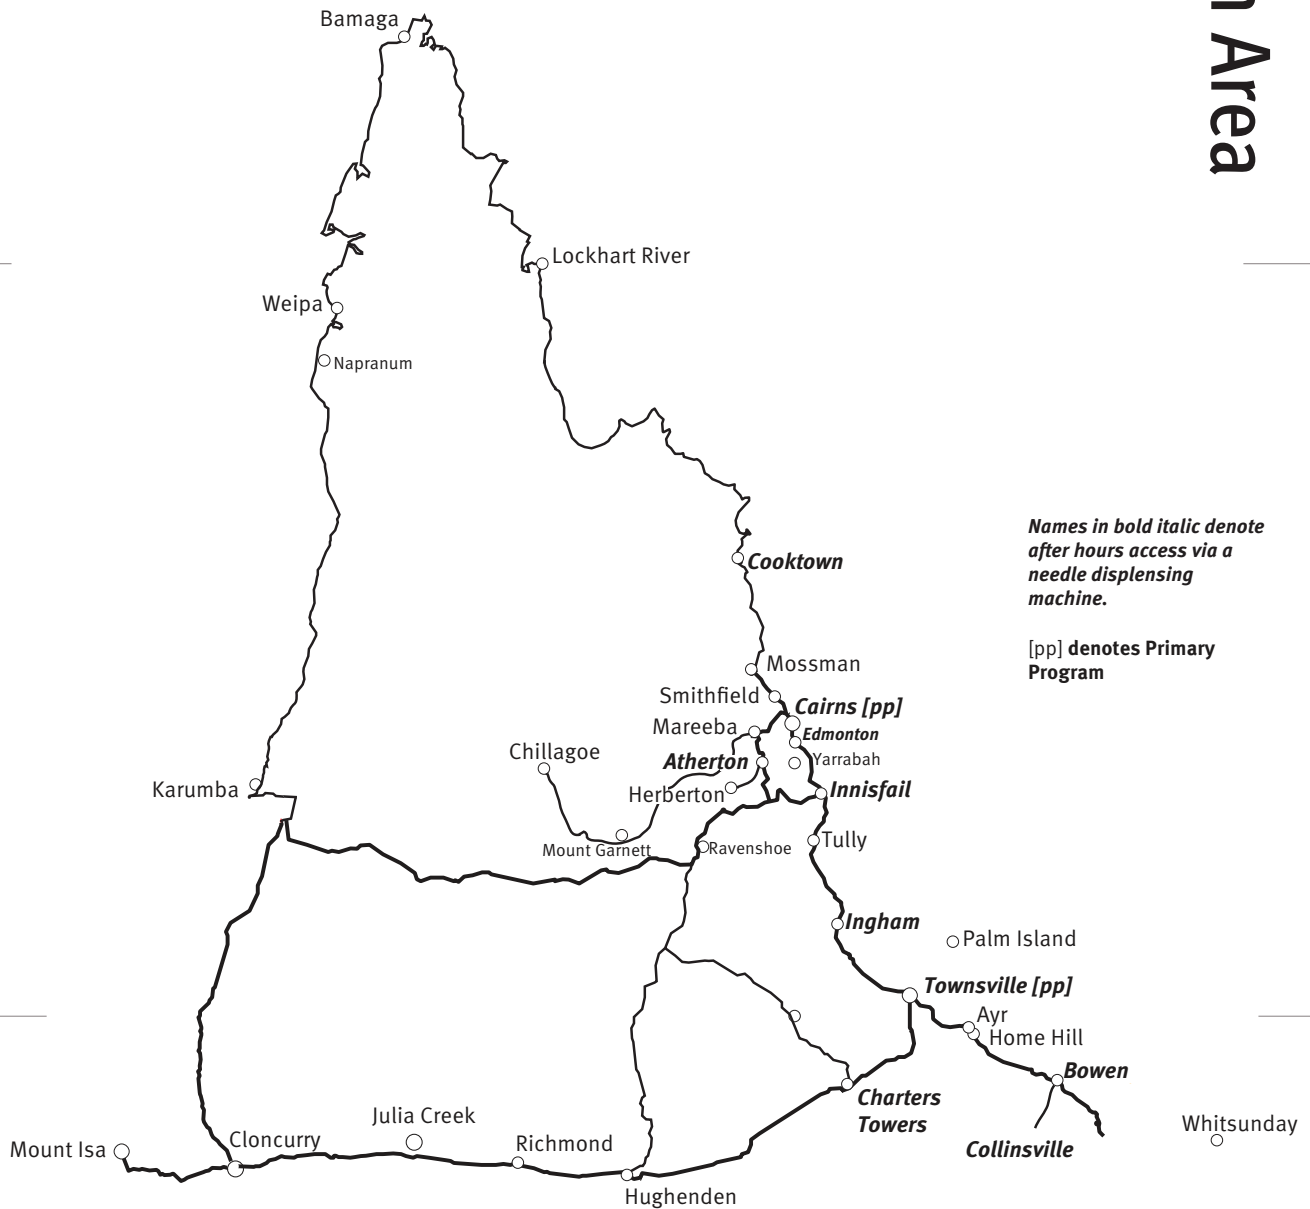 Bamaga
Area
Lockhart River
Weipa
Napranum
Names in bold italic denote
after hours access via a
needle displensing
machine.
Cooktown
[pp] denotes Primary
Program
Mossman
Smithfield
Cairns [pp]
Mareeba
Edmonton
Chillagoe
Atherton
Yarrabah
Karumba
Herberton
Innisfail
Mount Garnett
Ravenshoe
Tully
Ingham
Palm Island
Townsville [pp]
Ayr
Home Hill
Bowen
Charters
Towers
Julia Creek
Whitsunday
Mount Isa
Cloncurry
Richmond
Collinsville
Hughenden